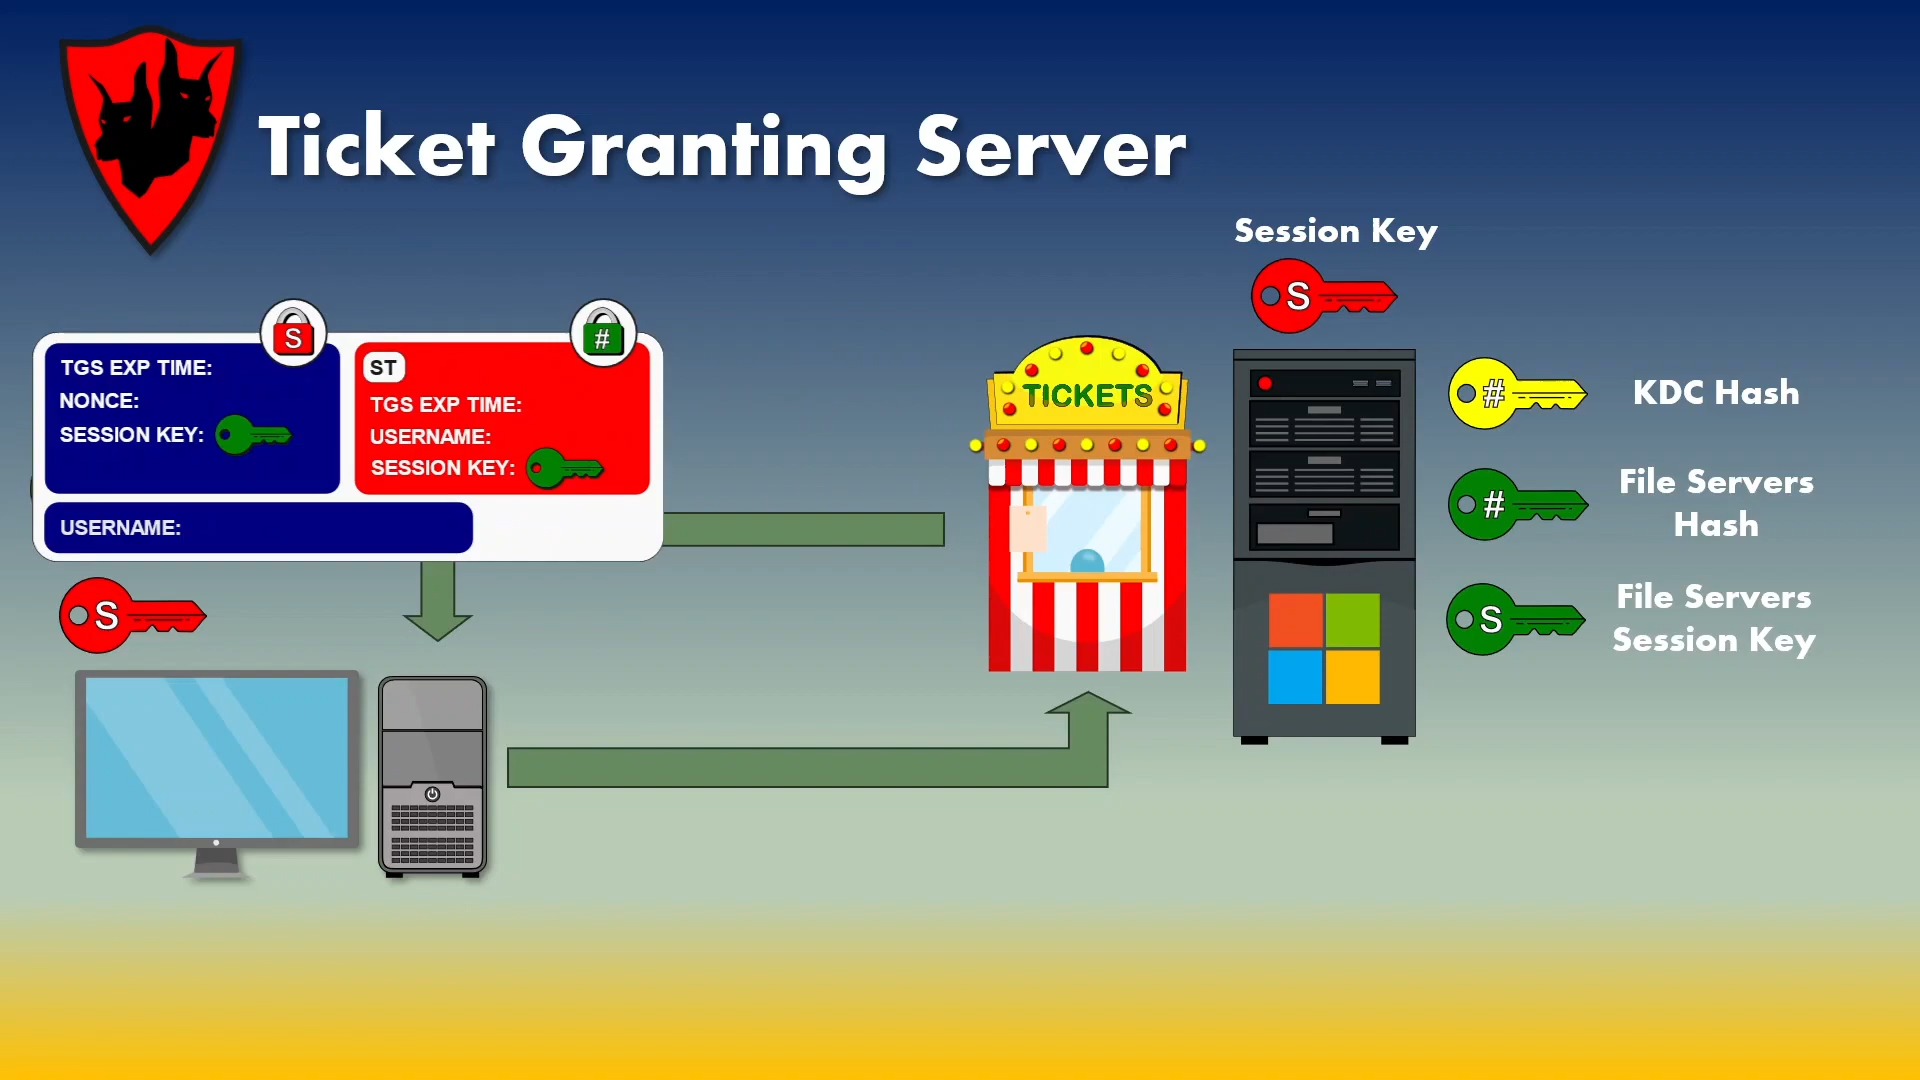 Ticket Granting Server
Session Key
S
S
#
TGS EXP TIME:
NONCE:
SESSION KEY:
ST
TGS EXP TIME:
USERNAME:
SESSION KEY:
USERNAME:
TICKETS
#
KDC Hash
#
File Servers
Hash
S
File Servers
Session Key
S